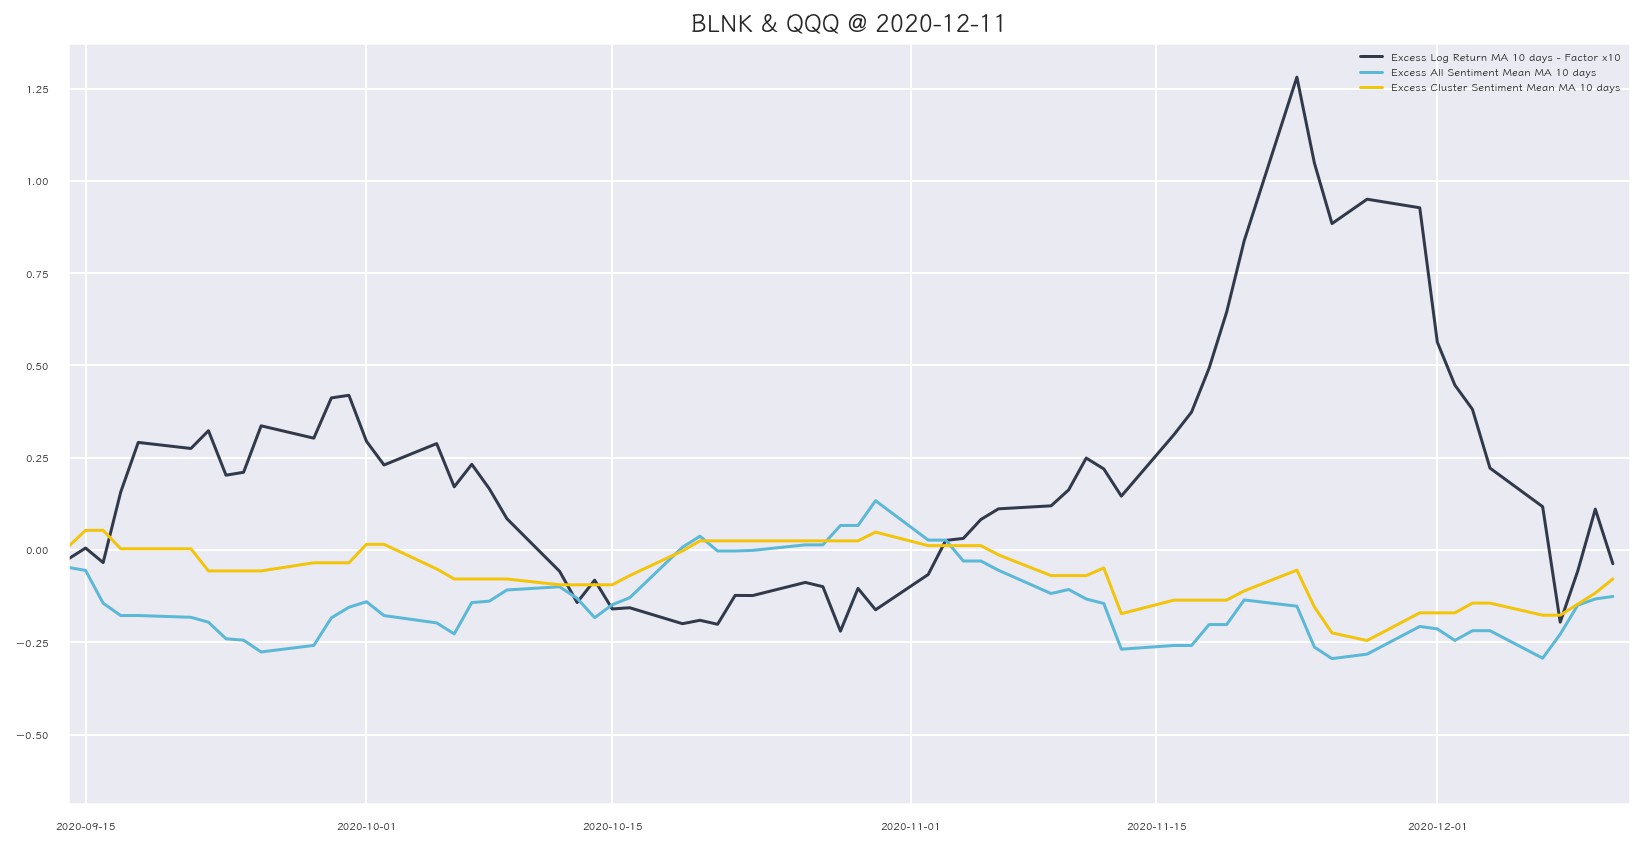 BLNK & QQQ @ 2020-12-11
Excess Log Return MA 10 days - Factor x10
Excess All Sentiment Mean MA 10 days
Excess Cluster Sentiment Mean MA 10 days
1.25
1.00
0.75
0.50
0.25
0.00
−0.25
−0.50
2020-09-15 2020-10-01 2020-10-15 2020-11-01 2020-11-15 2020-12-01